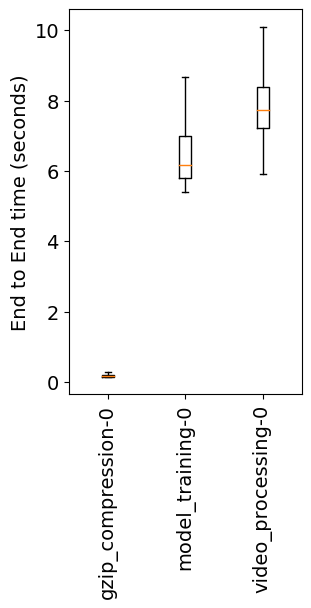 End to End time (seconds)
10
8
6
4
2
0
gzip_compression-0
model_training-0
video_processing-0